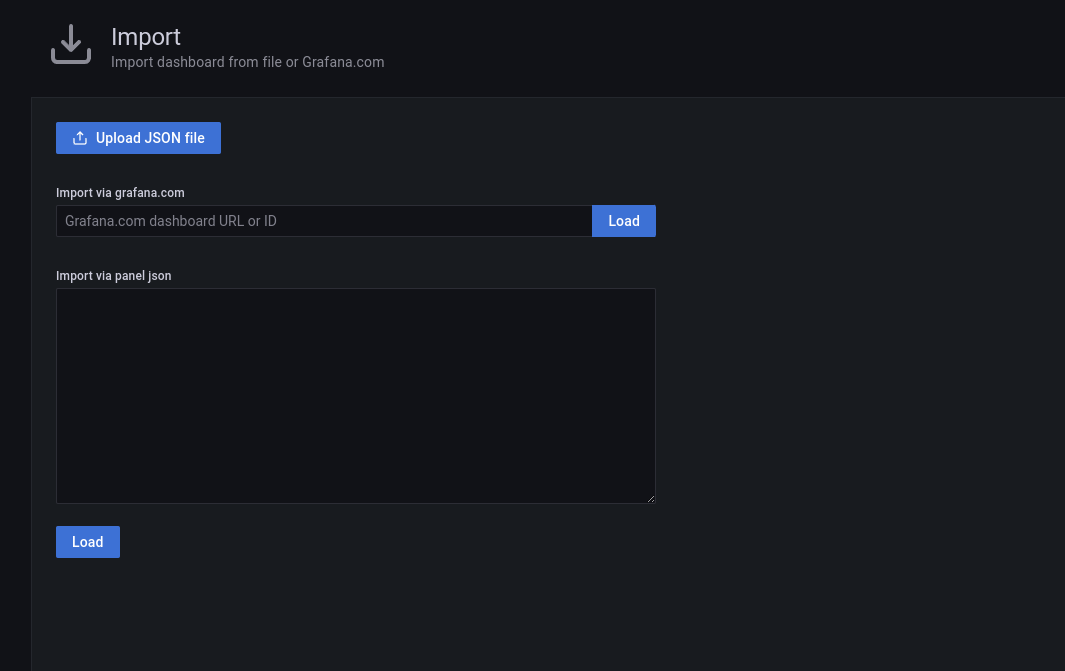 Import
Import dashboard from file or Grafana.com
Upload JSON file
Import via grafana.com
Grafana.com dashboard URL or ID
Load
Import via panel json
Load